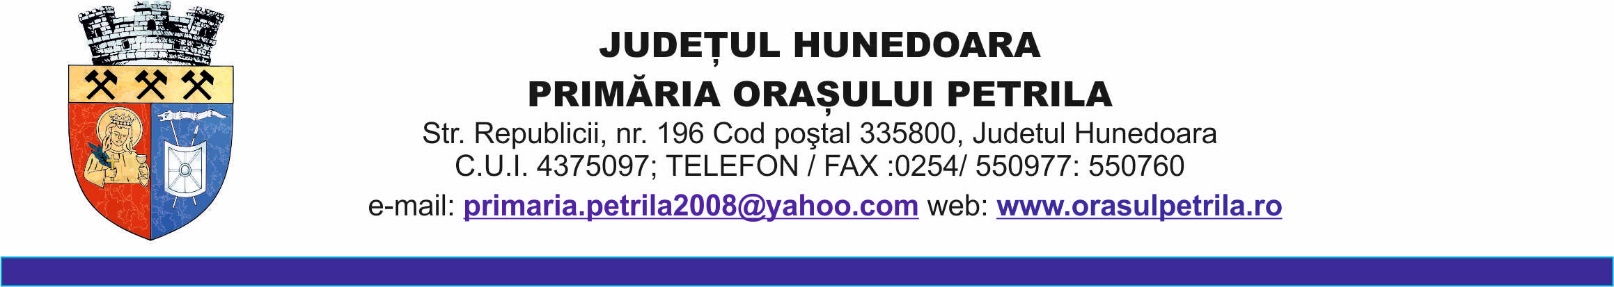 JUDEȚUL HUNEDOARA
PRIMĂRIA ORAȘULUI PETRILA
Str. Republicii, nr. 196 Cod poştal 335800, Judetul Hunedoara
C.U.I. 4375097; TELEFON / FAX :0254/ 550977: 550760
e-mail: primaria.petrila2008@yahoo.com web: www.orasulpetrila.ro